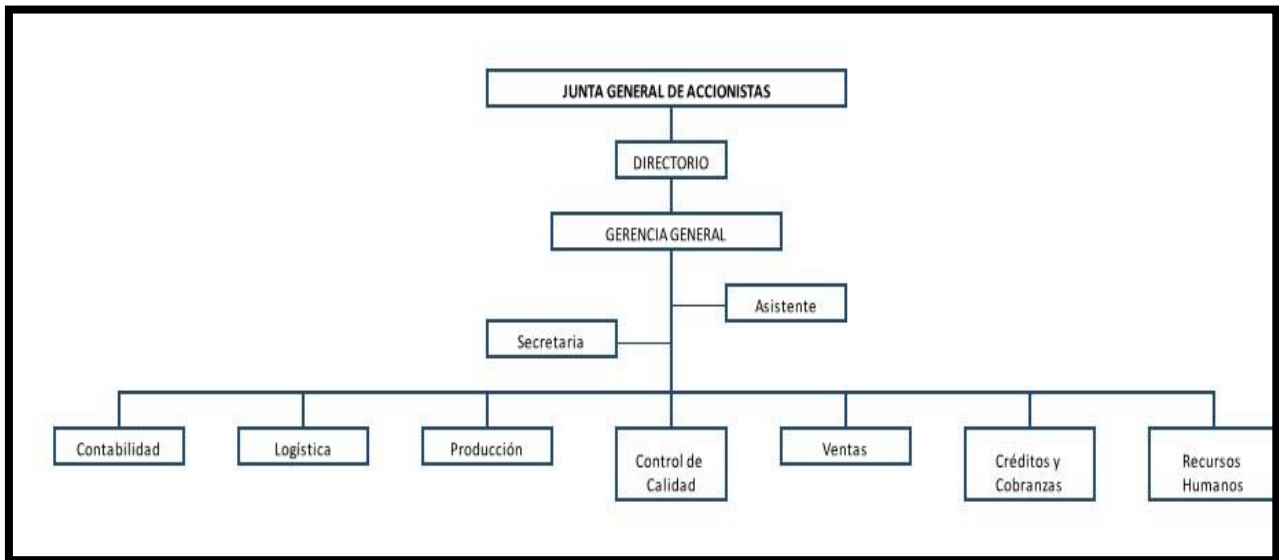 JUNTA GENERAL DE ACCIONISTAS
DIRECTORIO
GERENCIA GENERAL
Asistente
Secretaria
Contabilidad
Logística
Producción
Control de
Calidad
Ventas
Créditos y
Cobranzas
Recursos
Humanos